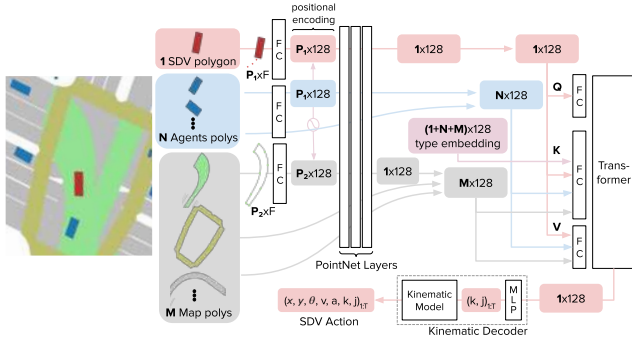 positional
encoding
1 SDV polygon
P₁xF
F
C
P₁x128
1x128
1x128
N Agents polys
P₁x128
Nx128
Q
F
C
(1+N+M)x128
type embedding
K
F
C
Trans-
former
P₂xF
F
C
P₂x128
1x128
Mx128
V
F
C
M Map polys
PointNet Layers
(x, y, θ, v, a, k, j)1:T
SDV Action
Kinematic
Model
(k, j)1:T
M
L
P
1x128
Kinematic Decoder